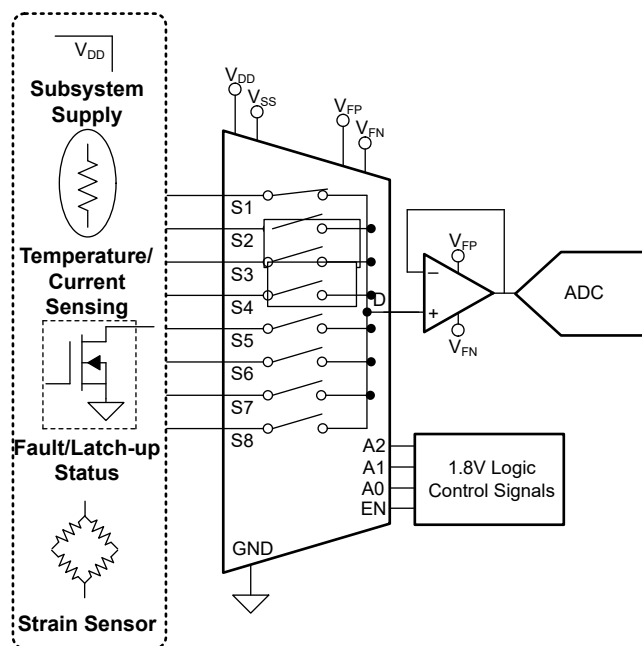 VDD
Subsystem
Supply
Temperature/
Current
Sensing
Fault/Latch-up
Status
Strain Sensor
VDD
VSS
VFP
VFN
S1
S2
S3
S4
S5
S6
S7
S8
D
A2
A1
A0
EN
GND
VFP
VFN
ADC
1.8V Logic
Control Signals